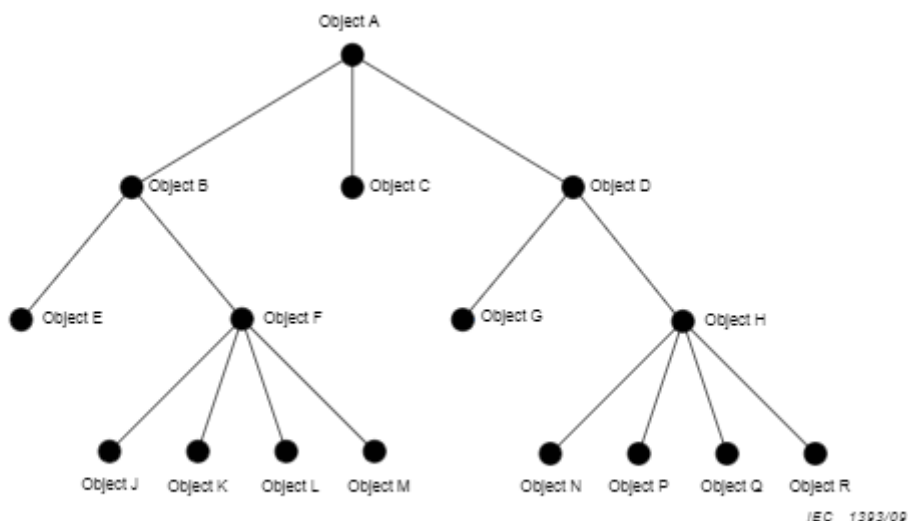 Object A
Object B
Object C
Object D
Object E
Object F
Object G
Object H
Object J
Object K
Object L
Object M
Object N
Object P
Object Q
Object R
IEC 1393/09